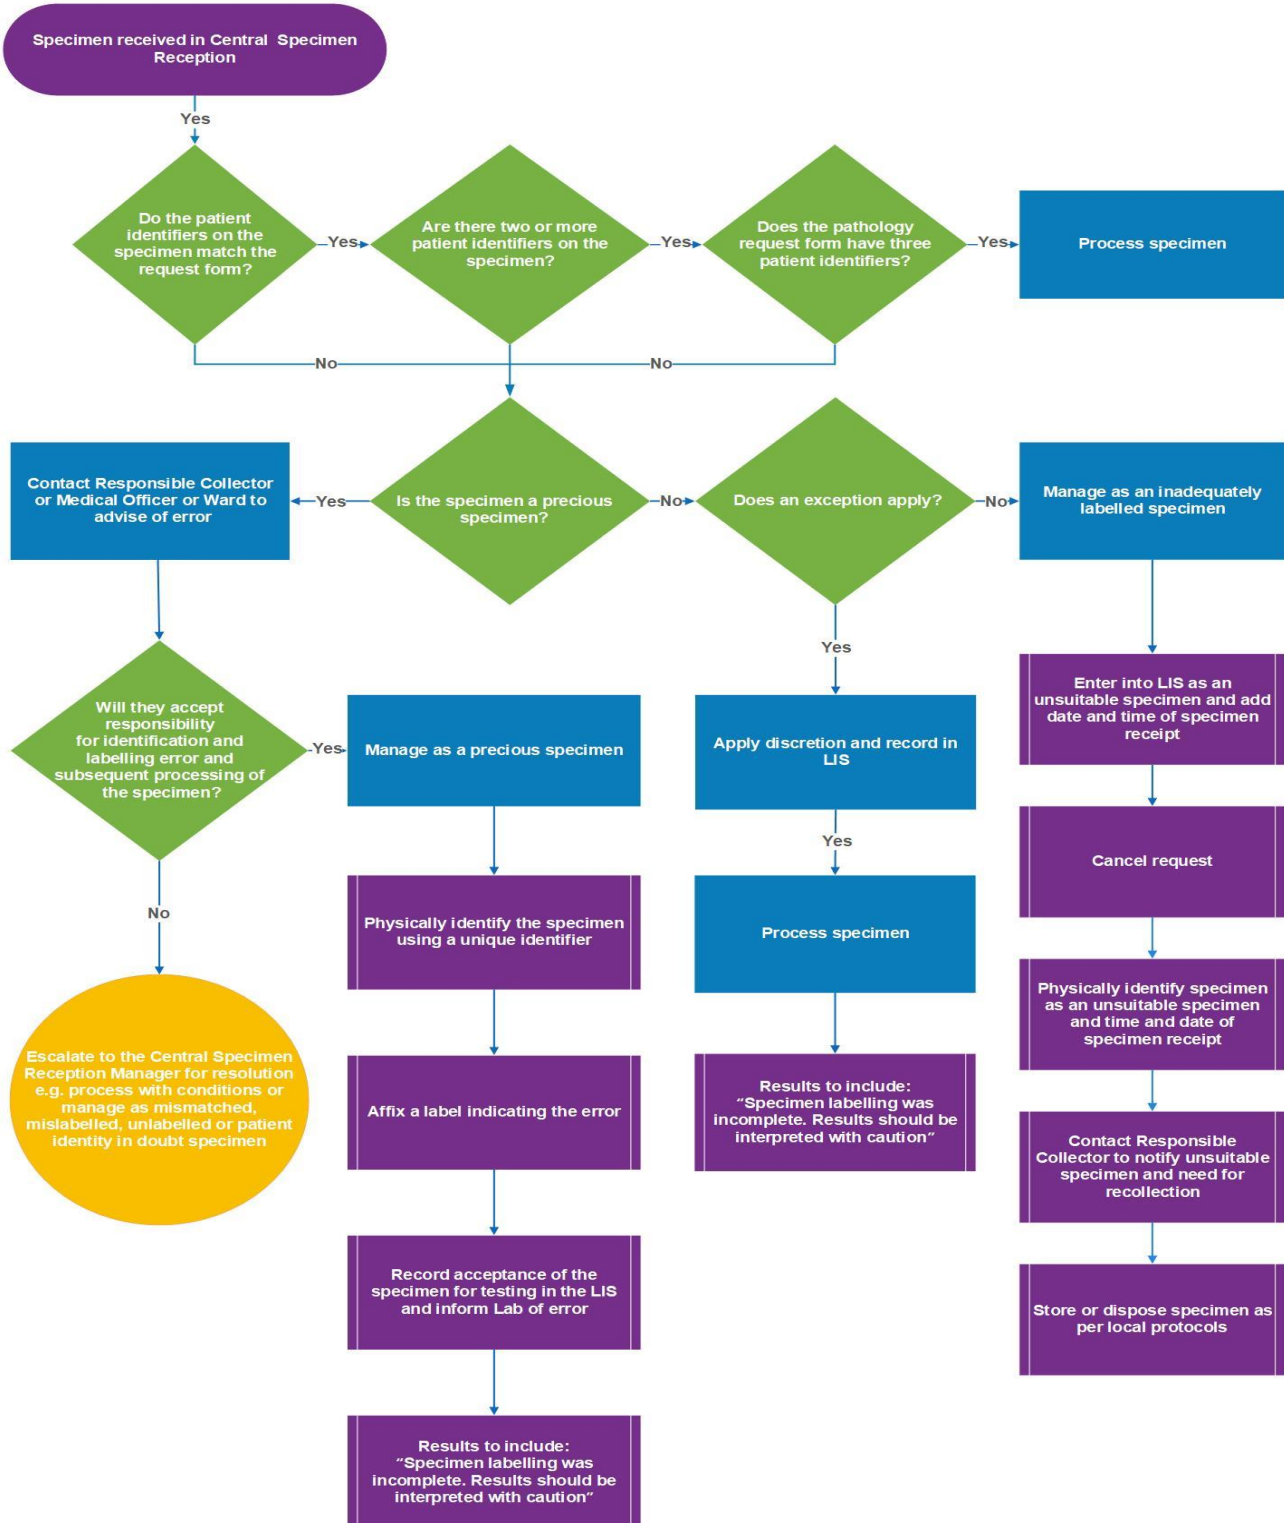 Specimen received in Central Specimen
Reception
Yes
Do the patient
identifiers on the
specimen match the
request form?
Yes
Are there two or more
patient identifiers on the
specimen?
Yes
Does the pathology
request form have three
patient identifiers?
Yes
Process specimen
No
No
Contact Responsible Collector
or Medical Officer or Ward to
advise of error
Yes
Is the specimen a precious
specimen?
No
Does an exception apply?
No
Manage as an inadequately
labelled specimen
Will they accept
responsibility
for identification and
labelling error and
subsequent processing of
the specimen?
Yes
Manage as a precious specimen
Yes
Apply discretion and record in
LIS
Enter into LIS as an
unsuitable specimen and add
date and time of specimen
receipt
Yes
Cancel request
No
Physically identify the specimen
using a unique identifier
Process specimen
Physically identify specimen
as an unsuitable specimen
and time and date of
specimen receipt
Escalate to the Central Specimen
Reception Manager for resolution
e.g. process with conditions or
manage as mismatched,
mislabelled, unlabelled or patient
identity in doubt specimen
Affix a label indicating the error
Results to include:
“Specimen labelling was
incomplete. Results should be
interpreted with caution”
Contact Responsible
Collector to notify unsuitable
specimen and need for
recollection
Record acceptance of the
specimen for testing in the LIS
and inform Lab of error
Store or dispose specimen as
per local protocols
Results to include:
“Specimen labelling was
incomplete. Results should be
interpreted with caution”